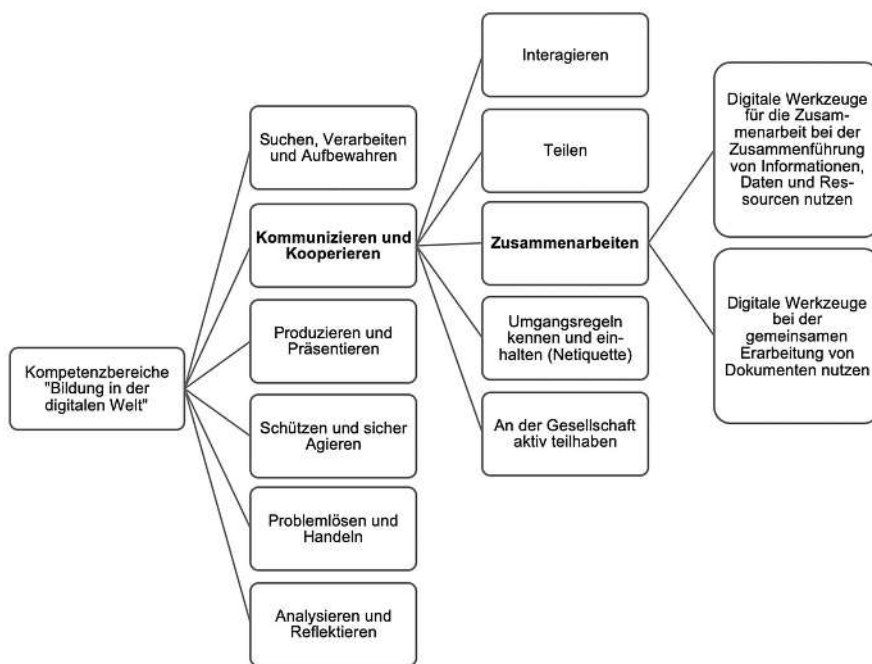 Kompetenzbereiche
"Bildung in der
digitalen Welt"
Suchen, Verarbeiten
und Aufbewahren
Kommunizieren und
Kooperieren
Produzieren und
Präsentieren
Schützen und sicher
Agieren
Problemlösen und
Handeln
Analysieren und
Reflektieren
Interagieren
Teilen
Zusammenarbeiten
Umgangsregeln
kennen und ein-
halten (Netiquette)
An der Gesellschaft
aktiv teilhaben
Digitale Werkzeuge
für die Zusam-
menarbeit bei der
Zusammenführung
von Informationen,
Daten und Res-
sourcen nutzen
Digitale Werkzeuge
bei der
gemeinsamen
Erarbeitung von
Dokumenten nutzen